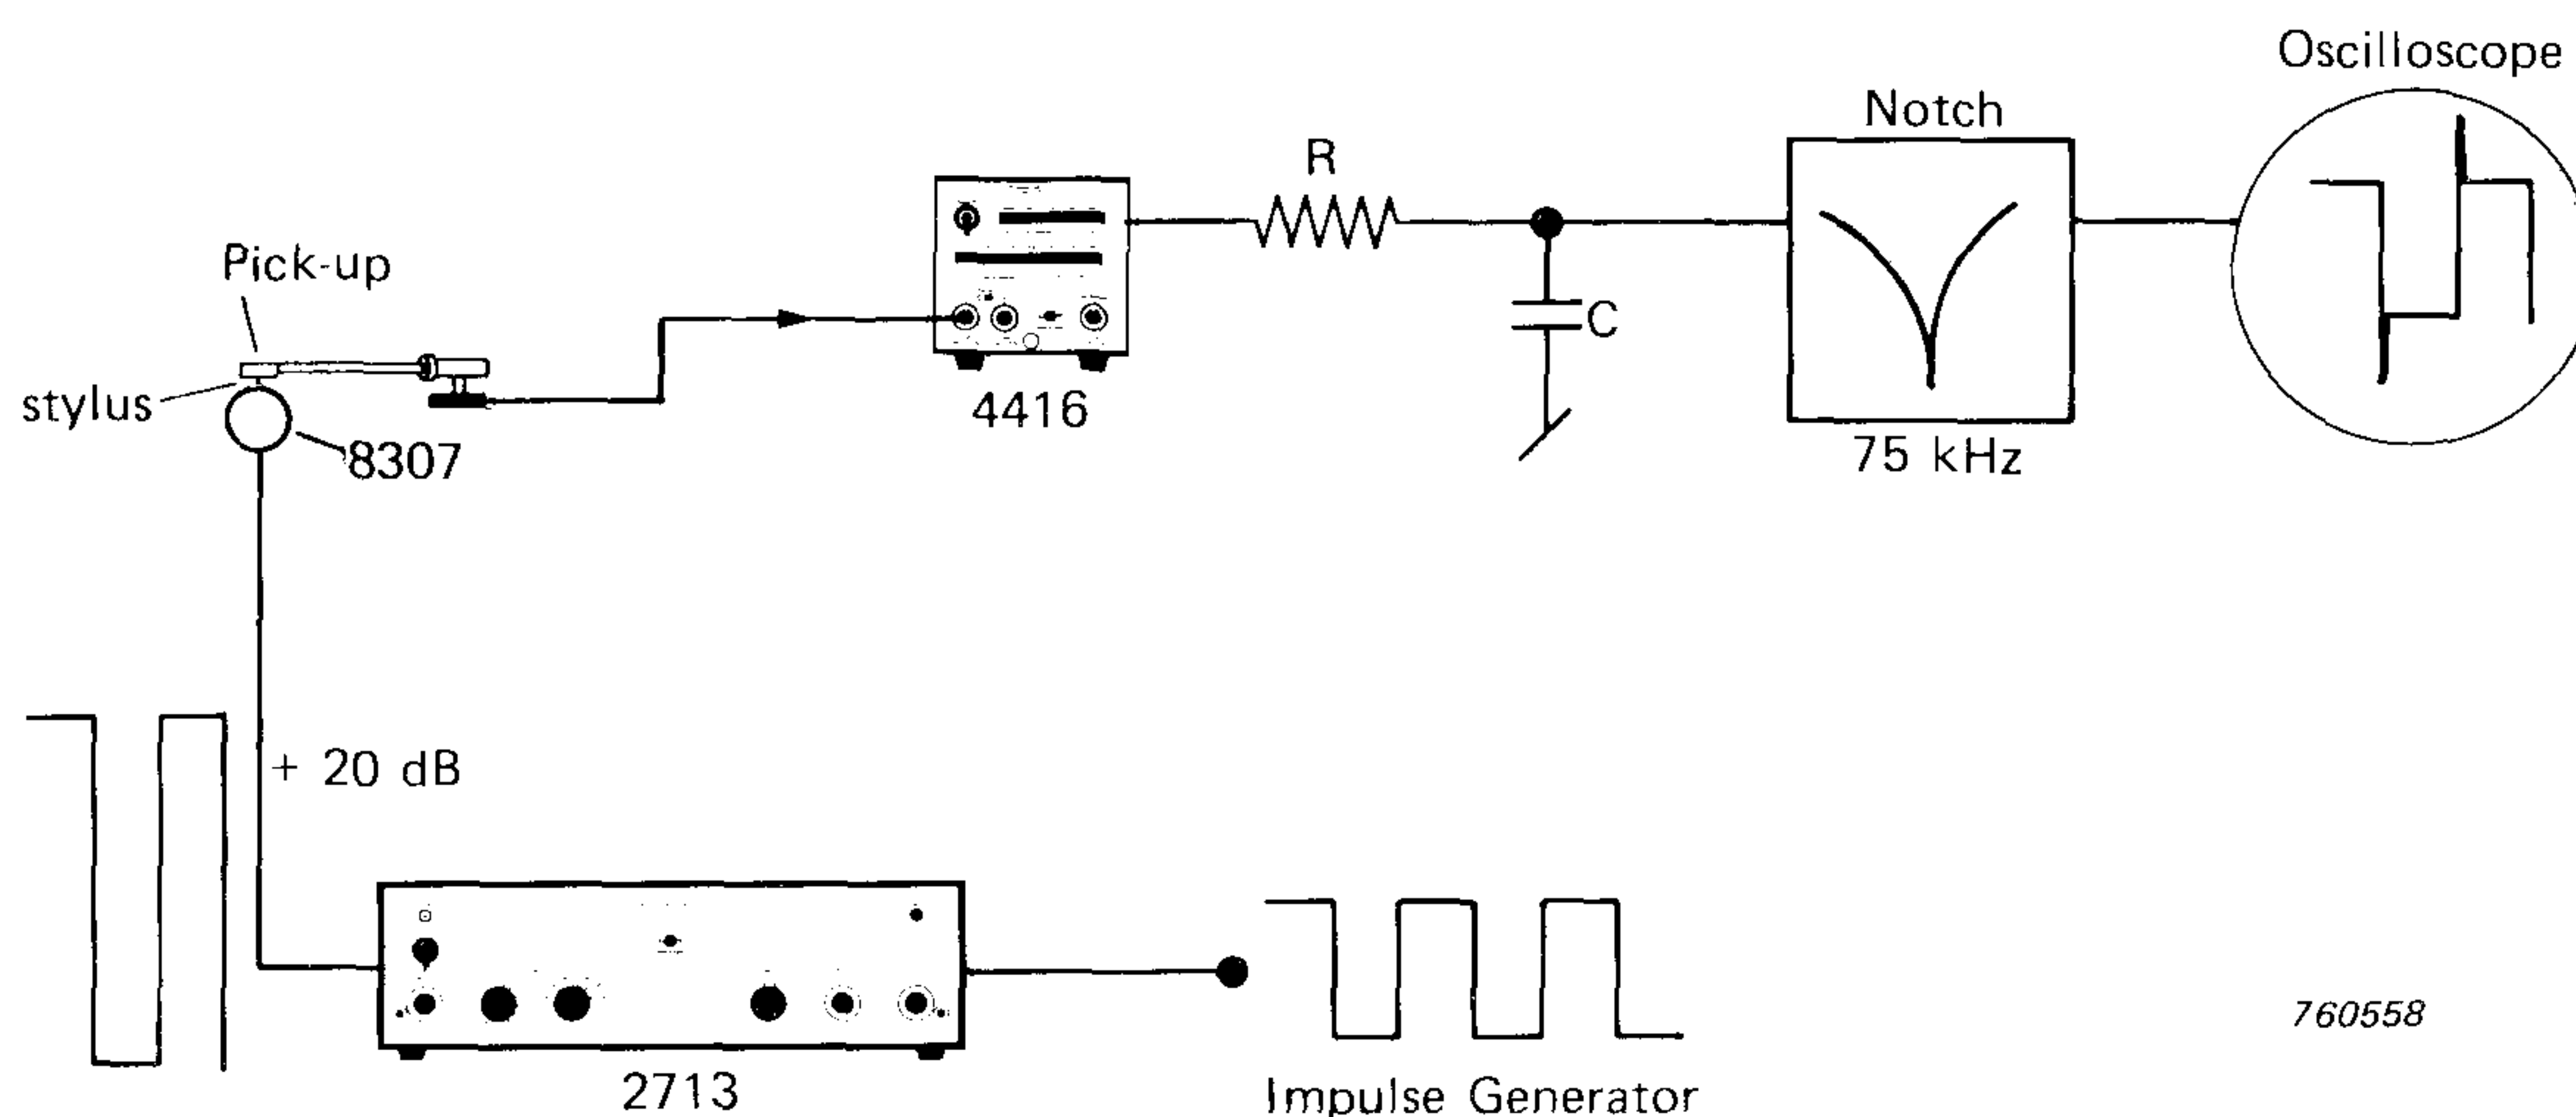 Oscilloscope
Notch
R
Pick-up
C
stylus
4416
8307
75 kHz
+ 20 dB
760558
2713
Impulse Generator